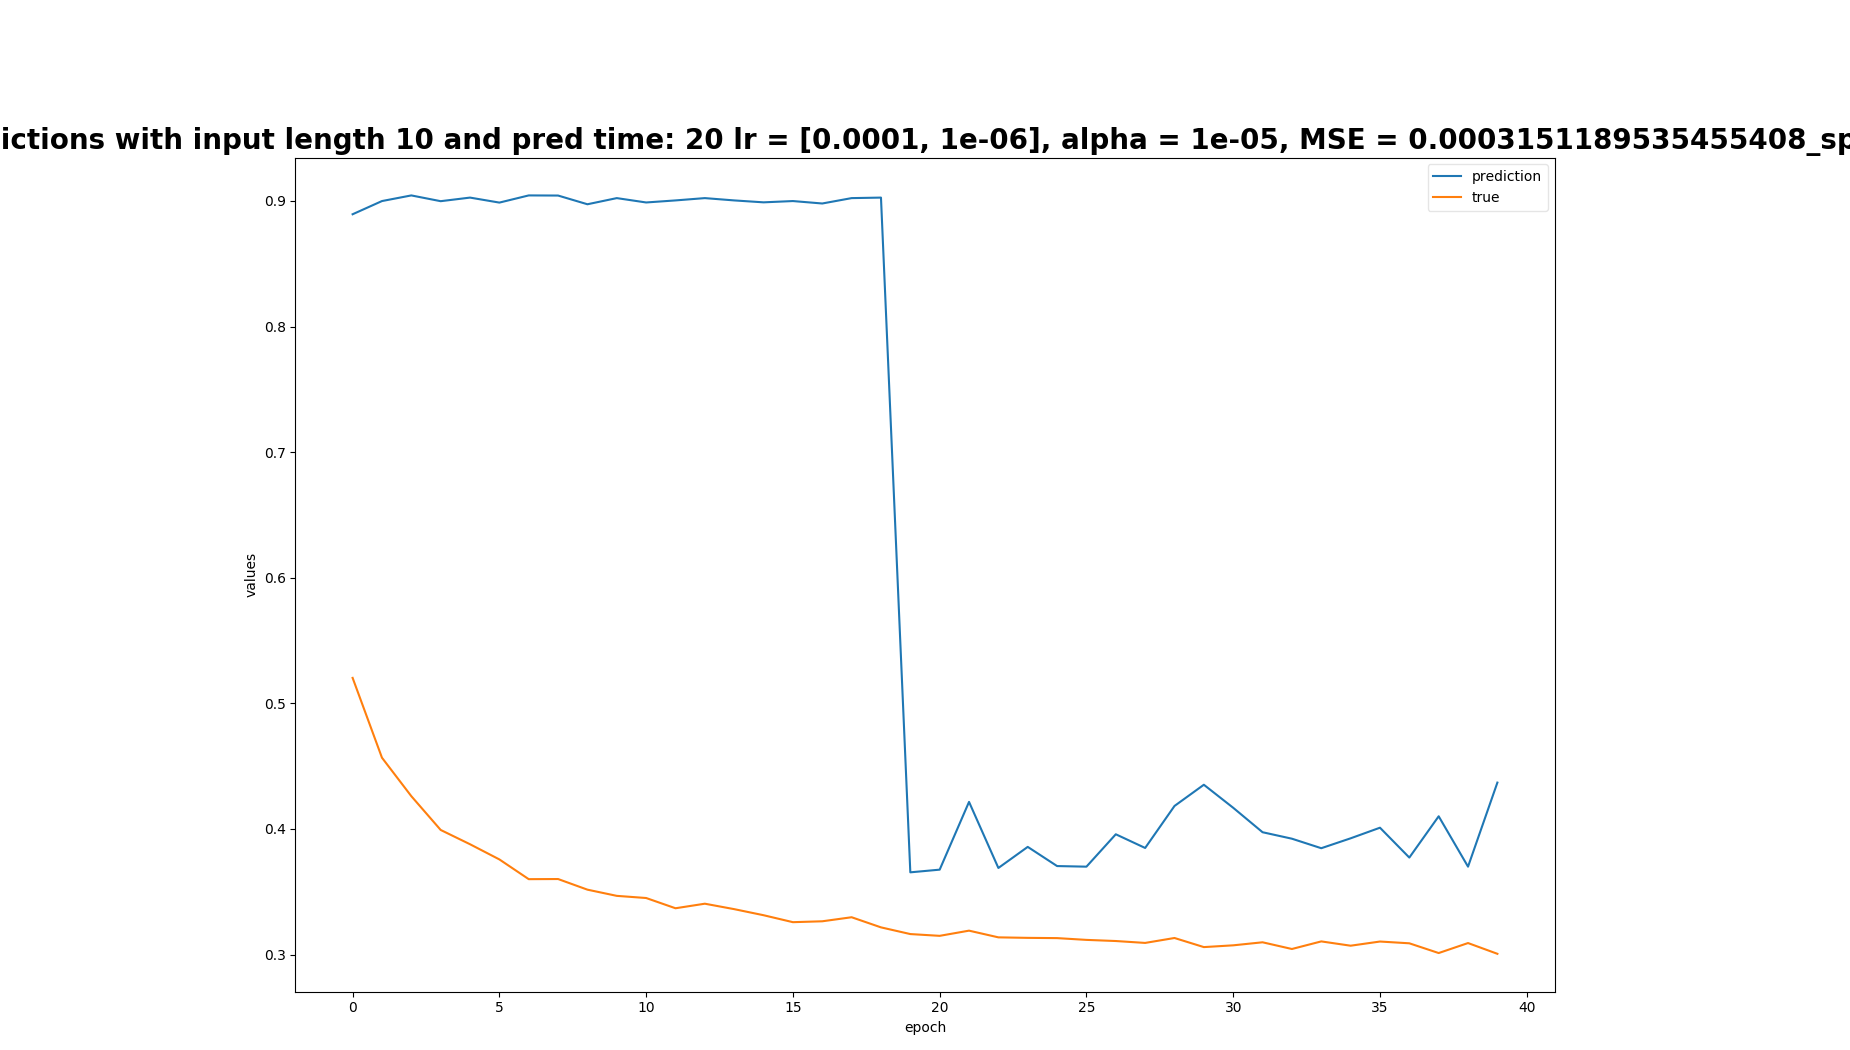 ictions with input length 10 and pred time: 20 lr = [0.0001, 1e-06], alpha = 1e-05, MSE = 0.0003151189535455408_sp
prediction
true
0.9
0.8
0.7
0.6
0.5
0.4
0.3
values
0 5 10 15 20 25 30 35 40
epoch